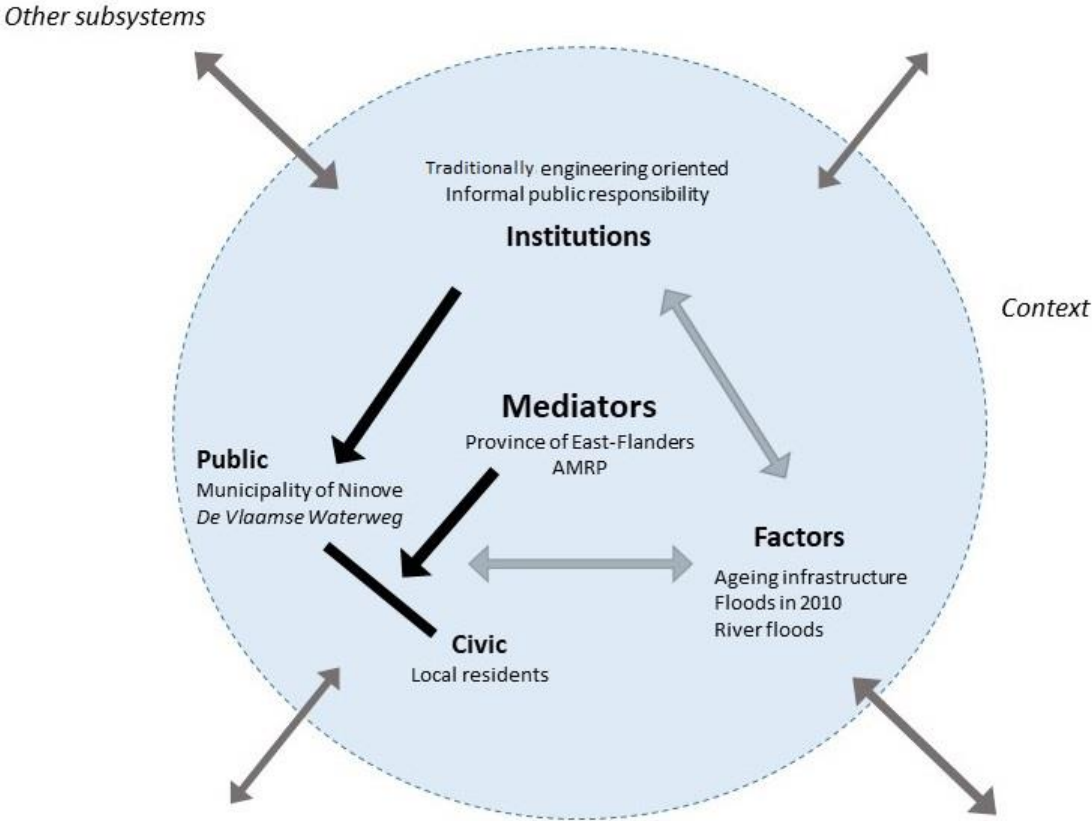 Other subsystems
Traditionally engineering oriented
Informal public responsibility
Institutions
Context
Mediators
Province of East-Flanders
AMRP
Public
Municipality of Ninove
De Vlaamse Waterweg
Factors
Ageing infrastructure
Floods in 2010
River floods
Civic
Local residents